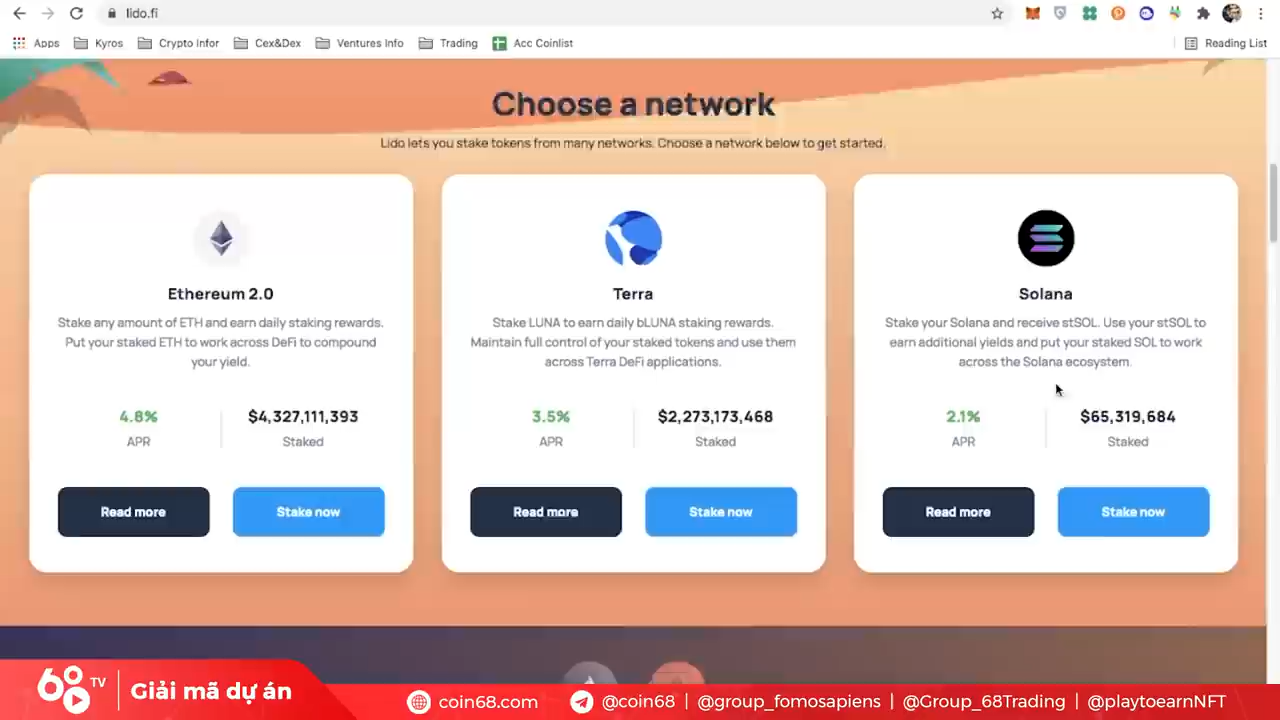 lido.fi
Apps Kyros Crypto Infor Cex&Dex Ventures Info Trading Acc Coinlist Reading List
Choose a network
Lido lets you stake tokens from many networks. Choose a network below to get started.
Ethereum 2.0
Stake any amount of ETH and earn daily staking rewards.
Put your staked ETH to work across DeFi to compound
your yield.
4.8% $4,327,111,393
APR Staked
Read more Stake now
Terra
Stake LUNA to earn daily bLUNA staking rewards.
Maintain full control of your staked tokens and use them
across Terra DeFi applications.
3.5% $2,273,173,468
APR Staked
Read more Stake now
Solana
Stake your Solana and receive stSOL. Use your stSOL to
earn additional yields and put your staked SOL to work
across the Solana ecosystem.
2.1% $65,319,684
APR Staked
Read more Stake now
68 TV Giải mã dự án coin68.com @coin68 | @group_fomosapiens | @Group_68Trading | @playtoearnNFT